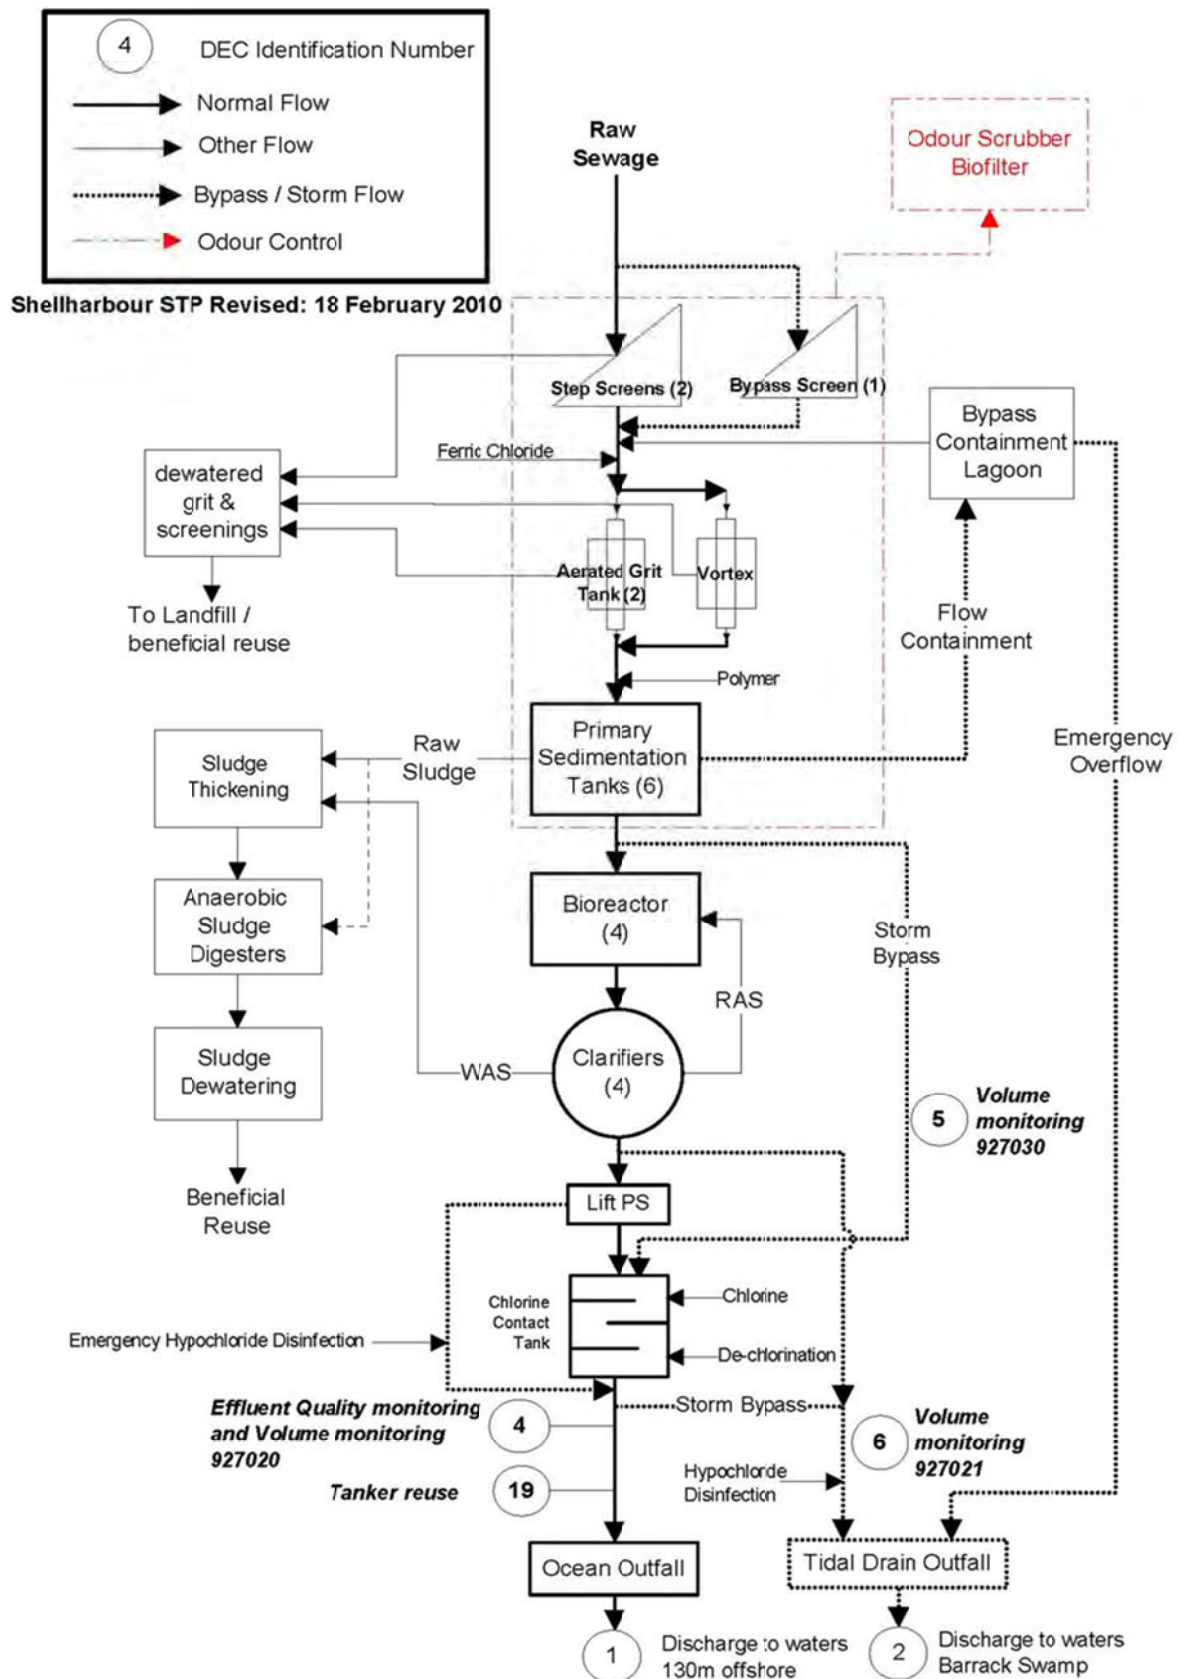 4
DEC Identification Number
Normal Flow
Other Flow
Bypass / Storm Flow
Odour Control
Shellharbour STP Revised: 18 February 2010
Raw
Sewage
Odour Scrubber
Biofilter
Step Screens (2)
Bypass Screen (1)
Bypass
Containment
Lagoon
Ferric Chloride
dewatered
grit &
screenings
Aerated Grit
Tank (2)
Vortex
To Landfill /
beneficial reuse
Flow
Containment
Polymer
Primary
Sedimentation
Tanks (6)
Raw
Sludge
Sludge
Thickening
Emergency
Overflow
Anaerobic
Sludge
Digesters
Bioreactor
(4)
Storm
Bypass
RAS
Sludge
Dewatering
WAS
Clarifiers
(4)
5
Volume
monitoring
927030
Beneficial
Reuse
Lift PS
Chlorine
Contact
Tank
Chlorine
De-chlorination
Emergency Hypochloride Disinfection
Effluent Quality monitoring
and Volume monitoring
927020
4
Storm Bypass
6
Volume
monitoring
927021
Tanker reuse
19
Hypochloride
Disinfection
Ocean Outfall
Tidal Drain Outfall
1
Discharge to waters
130m offshore
2
Discharge to waters
Barrack Swamp